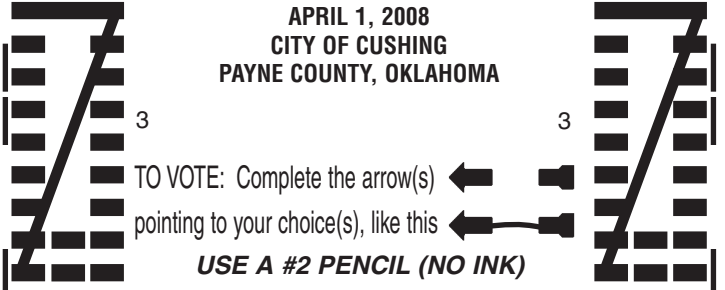 APRIL 1, 2008
CITY OF CUSHING
PAYNE COUNTY, OKLAHOMA
3 3
TO VOTE: Complete the arrow(s)
pointing to your choice(s), like this
USE A #2 PENCIL (NO INK)